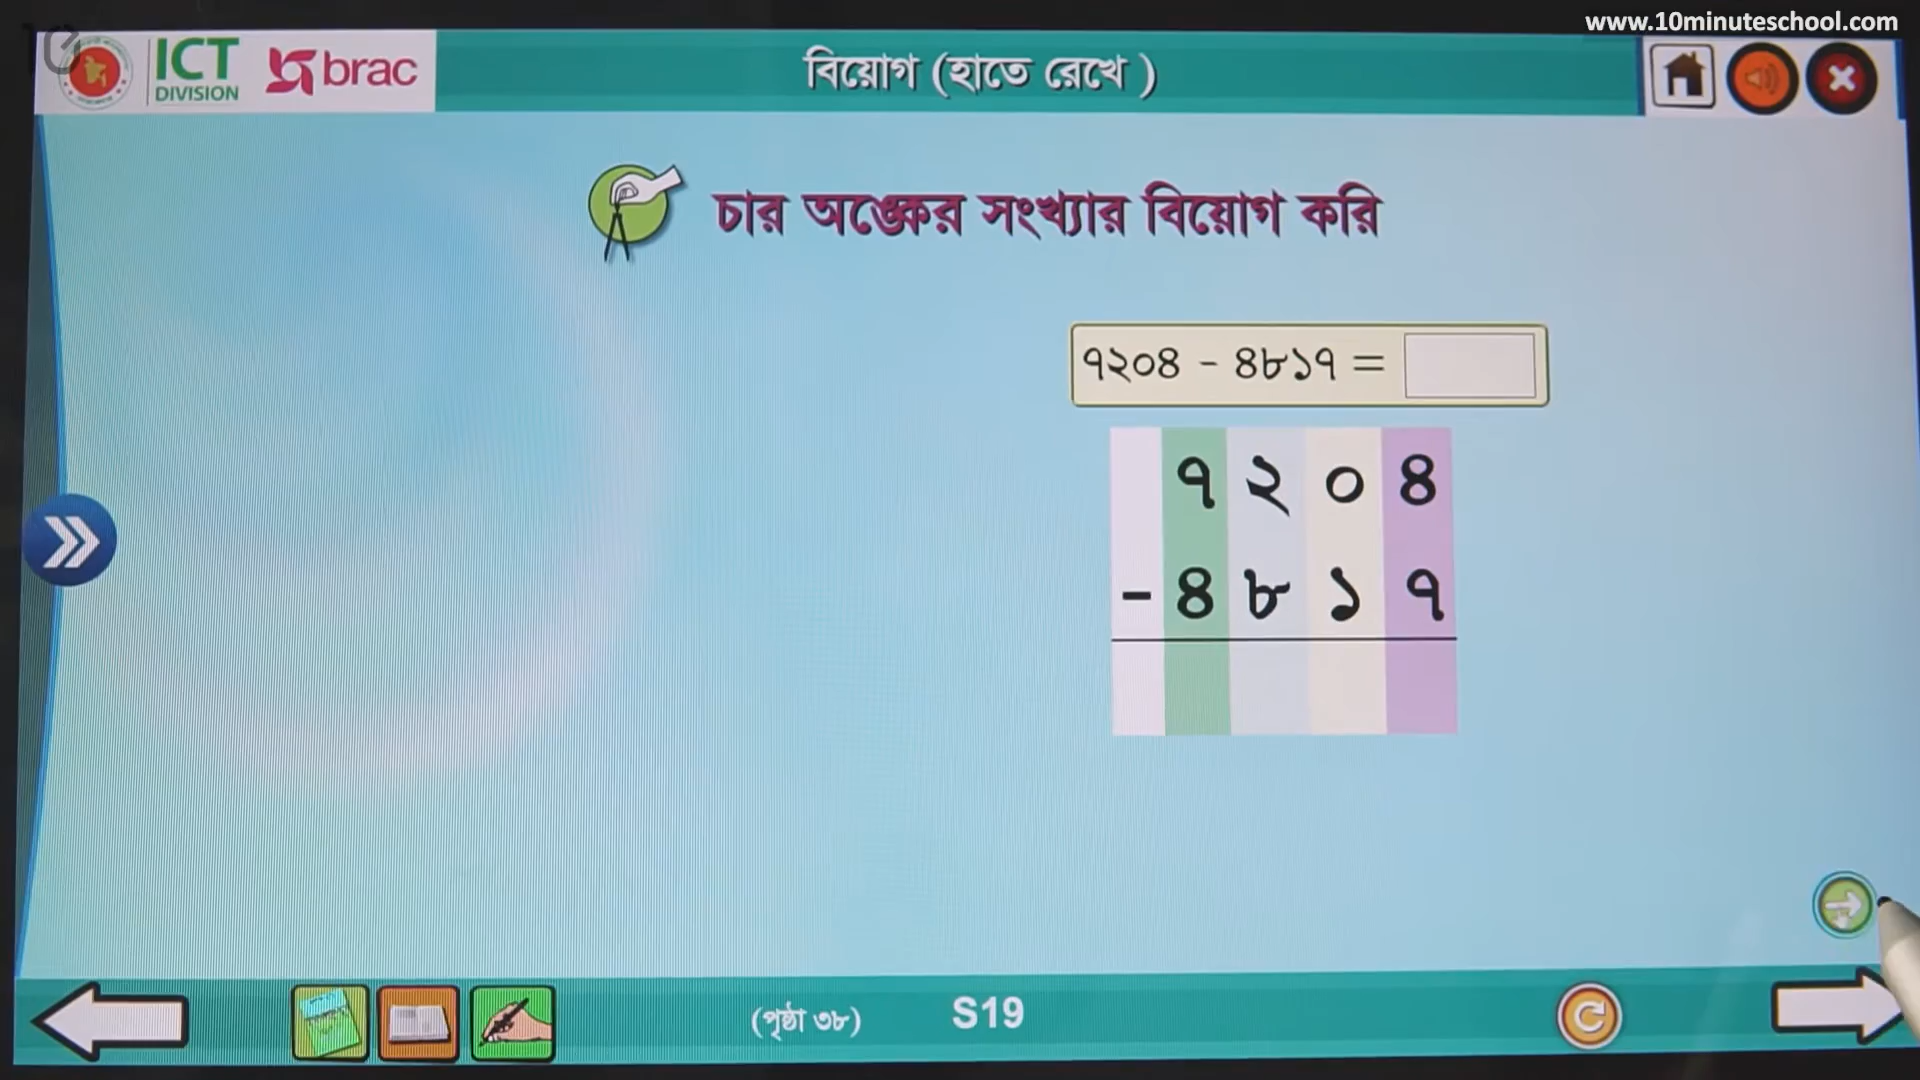 www.10minuteschool.com
ICT
DIVISION
brac
বিয়োগ (হাতে রেখে )
চার অঙ্কের সংখ্যার বিয়োগ করি
৭২০৪ - ৪৮১৭ =
৭ ২ ০ ৪
- ৪ ৮ ১ ৭
(পৃষ্ঠা ৩৮)
S19